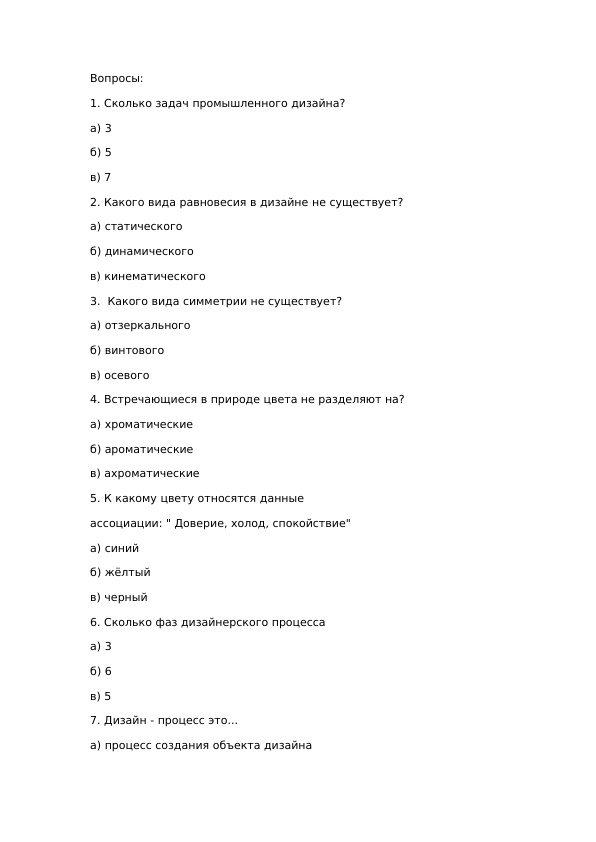 Вопросы:
1. Сколько задач промышленного дизайна?
а) 3
б) 5
в) 7
2. Какого вида равновесия в дизайне не существует?
а) статического
б) динамического
в) кинематического
3.  Какого вида симметрии не существует?
а) отзеркального
б) винтового
в) осевого
4. Встречающиеся в природе цвета не разделяют на?
а) хроматические
б) ароматические
в) ахроматические
5. К какому цвету относятся данные
ассоциации: " Доверие, холод, спокойствие"
а) синий
б) жёлтый
в) черный
6. Сколько фаз дизайнерского процесса
а) 3
б) 6
в) 5
7. Дизайн - процесс это...
а) процесс создания объекта дизайна